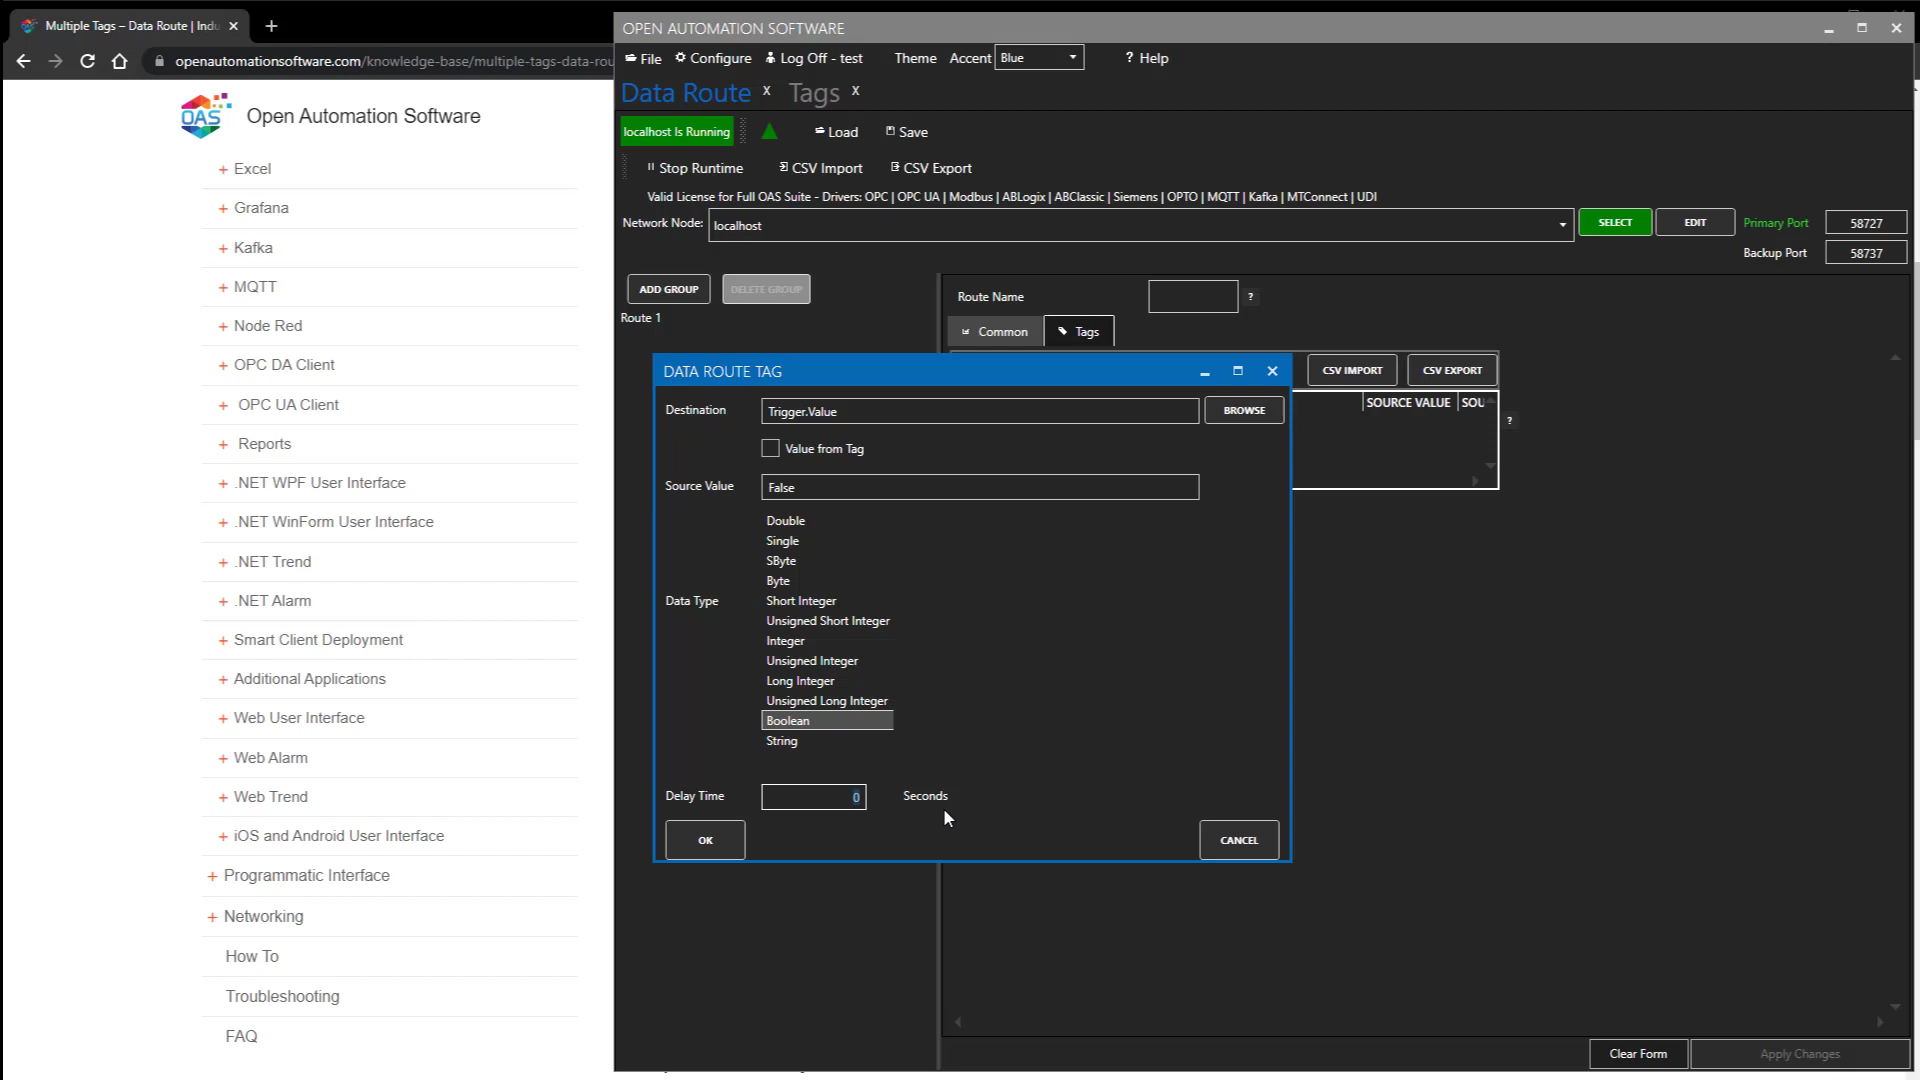 Multiple Tags – Data Route | Indu
openautomationsoftware.com/knowledge-base/multiple-tags-data-rou
OAS
Open Automation Software
+ Excel
+ Grafana
+ Kafka
+ MQTT
+ Node Red
+ OPC DA Client
+ OPC UA Client
+ Reports
+ .NET WPF User Interface
+ .NET WinForm User Interface
+ .NET Trend
+ .NET Alarm
+ Smart Client Deployment
+ Additional Applications
+ Web User Interface
+ Web Alarm
+ Web Trend
+ iOS and Android User Interface
+ Programmatic Interface
+ Networking
How To
Troubleshooting
FAQ
OPEN AUTOMATION SOFTWARE
File Configure Log Off - test Theme Accent Blue ? Help
Data Route x Tags x
localhost Is Running Load Save
Stop Runtime CSV Import CSV Export
Valid License for Full OAS Suite - Drivers: OPC | OPC UA | Modbus | ABLogix | ABClassic | Siemens | OPTO | MQTT | Kafka | MTConnect | UDI
Network Node: localhost SELECT EDIT Primary Port 58727
Backup Port 58737
ADD GROUP DELETE GROUP
Route 1
Route Name ?
Common Tags
CSV IMPORT CSV EXPORT
SOURCE VALUE SOU
?
DATA ROUTE TAG
Destination Trigger.Value BROWSE
Value from Tag
Source Value False
Data Type
Double
Single
SByte
Byte
Short Integer
Unsigned Short Integer
Integer
Unsigned Integer
Long Integer
Unsigned Long Integer
Boolean
String
Delay Time 0 Seconds
OK CANCEL
Clear Form Apply Changes